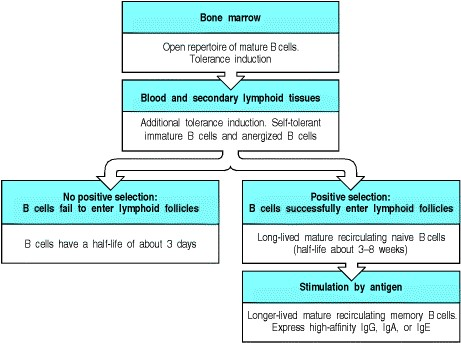 Bone marrow
Open repertoire of mature B cells.
Tolerance induction
Blood and secondary lymphoid tissues
Additional tolerance induction. Self-tolerant
immature B cells and anergized B cells
No positive selection:
B cells fail to enter lymphoid follicles
B cells have a half-life of about 3 days
Positive selection:
B cells successfully enter lymphoid follicles
Long-lived mature recirculating naive B cells
(half-life about 3–8 weeks)
Stimulation by antigen
Longer-lived mature recirculating memory B cells.
Express high-affinity IgG, IgA, or IgE